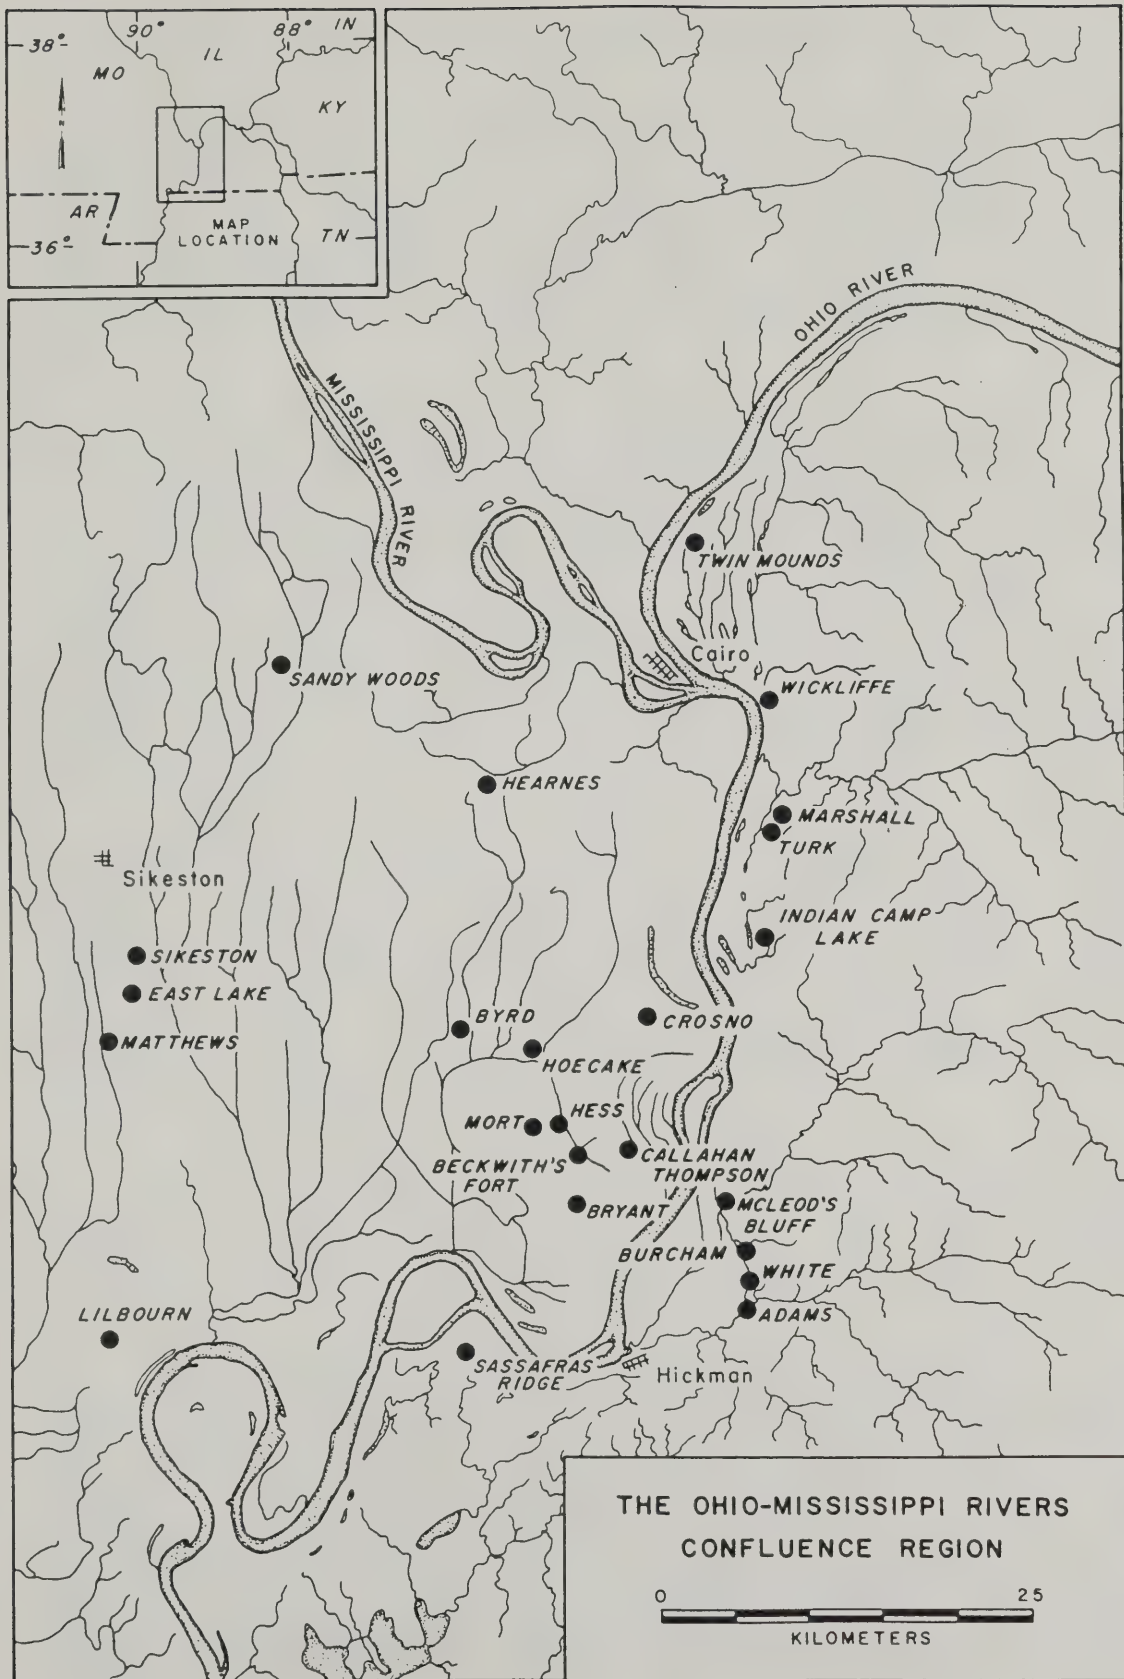 90°
88°
IN
38°
IL
MO
KY
AR
MAP
LOCATION
36°
TN
OHIO RIVER
MISSISSIPPI RIVER
TWIN MOUNDS
Cairo
SANDY WOODS
WICKLIFFE
HEARNES
MARSHALL
TURK
Sikeston
INDIAN CAMP
LAKE
SIKESTON
EAST LAKE
BYRD
CROSNO
MATTHEWS
HOECAKE
HESS
MORT
CALLAHAN
THOMPSON
BECKWITH'S
FORT
BRYANT
MCLEOD'S
BLUFF
BURCHAM
WHITE
LILBOURN
ADAMS
SASSAFRAS
RIDGE
Hickman
THE OHIO-MISSISSIPPI RIVERS
CONFLUENCE REGION
0 25
KILOMETERS